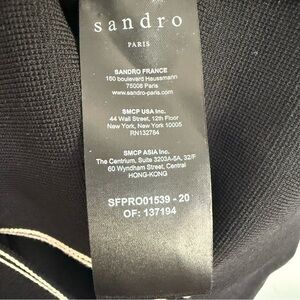 sandro
PARIS
SANDRO FRANCE
150 boulevard Haussmann
75008 Paris
www.sandro-paris.com
SMCP USA Inc.
44 Wall Street, 12th Floor
New York, New York 10005
RN132784
SMCP ASIA Inc.
The Centrium, Suite 3203A-5A, 32/F
60 Wyndham Street, Central
HONG-KONG
SFPRO01539 - 20
OF: 137194